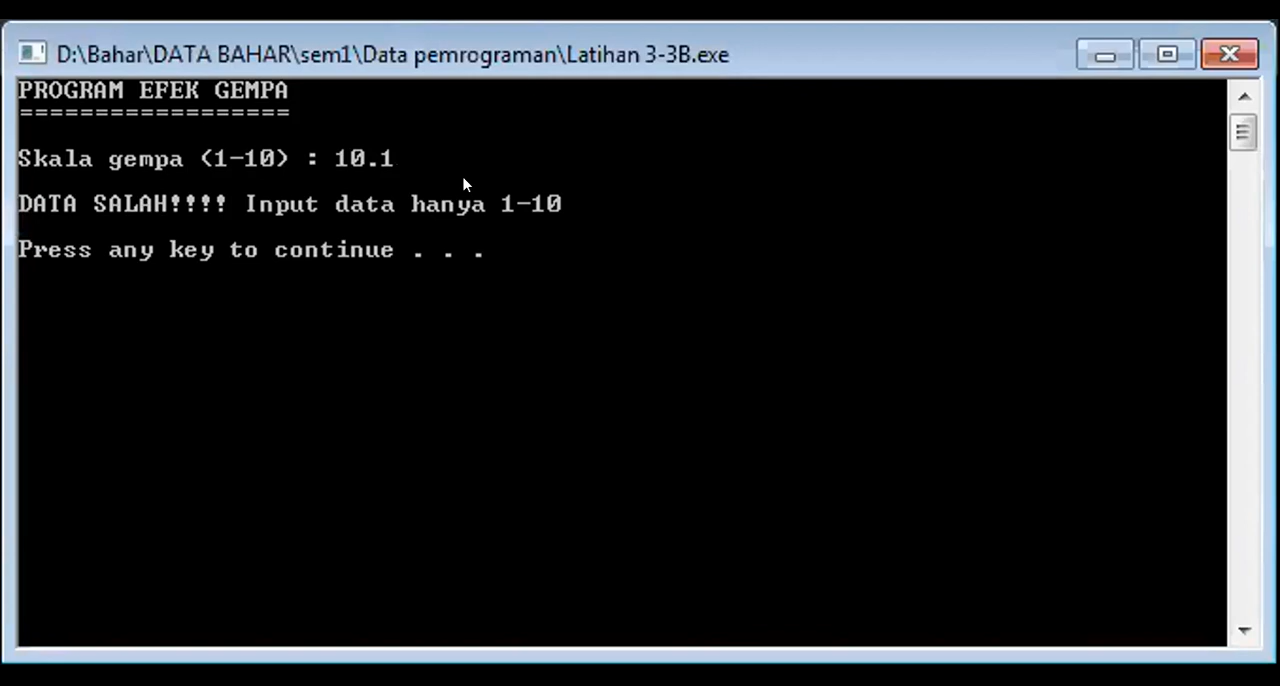 D:\Bahar\DATA BAHAR\sem1\Data pemrograman\Latihan 3-3B.exe
PROGRAM EFEK GEMPA
==================
Skala gempa (1-10) : 10.1
DATA SALAH!!!! Input data hanya 1-10
Press any key to continue . . .